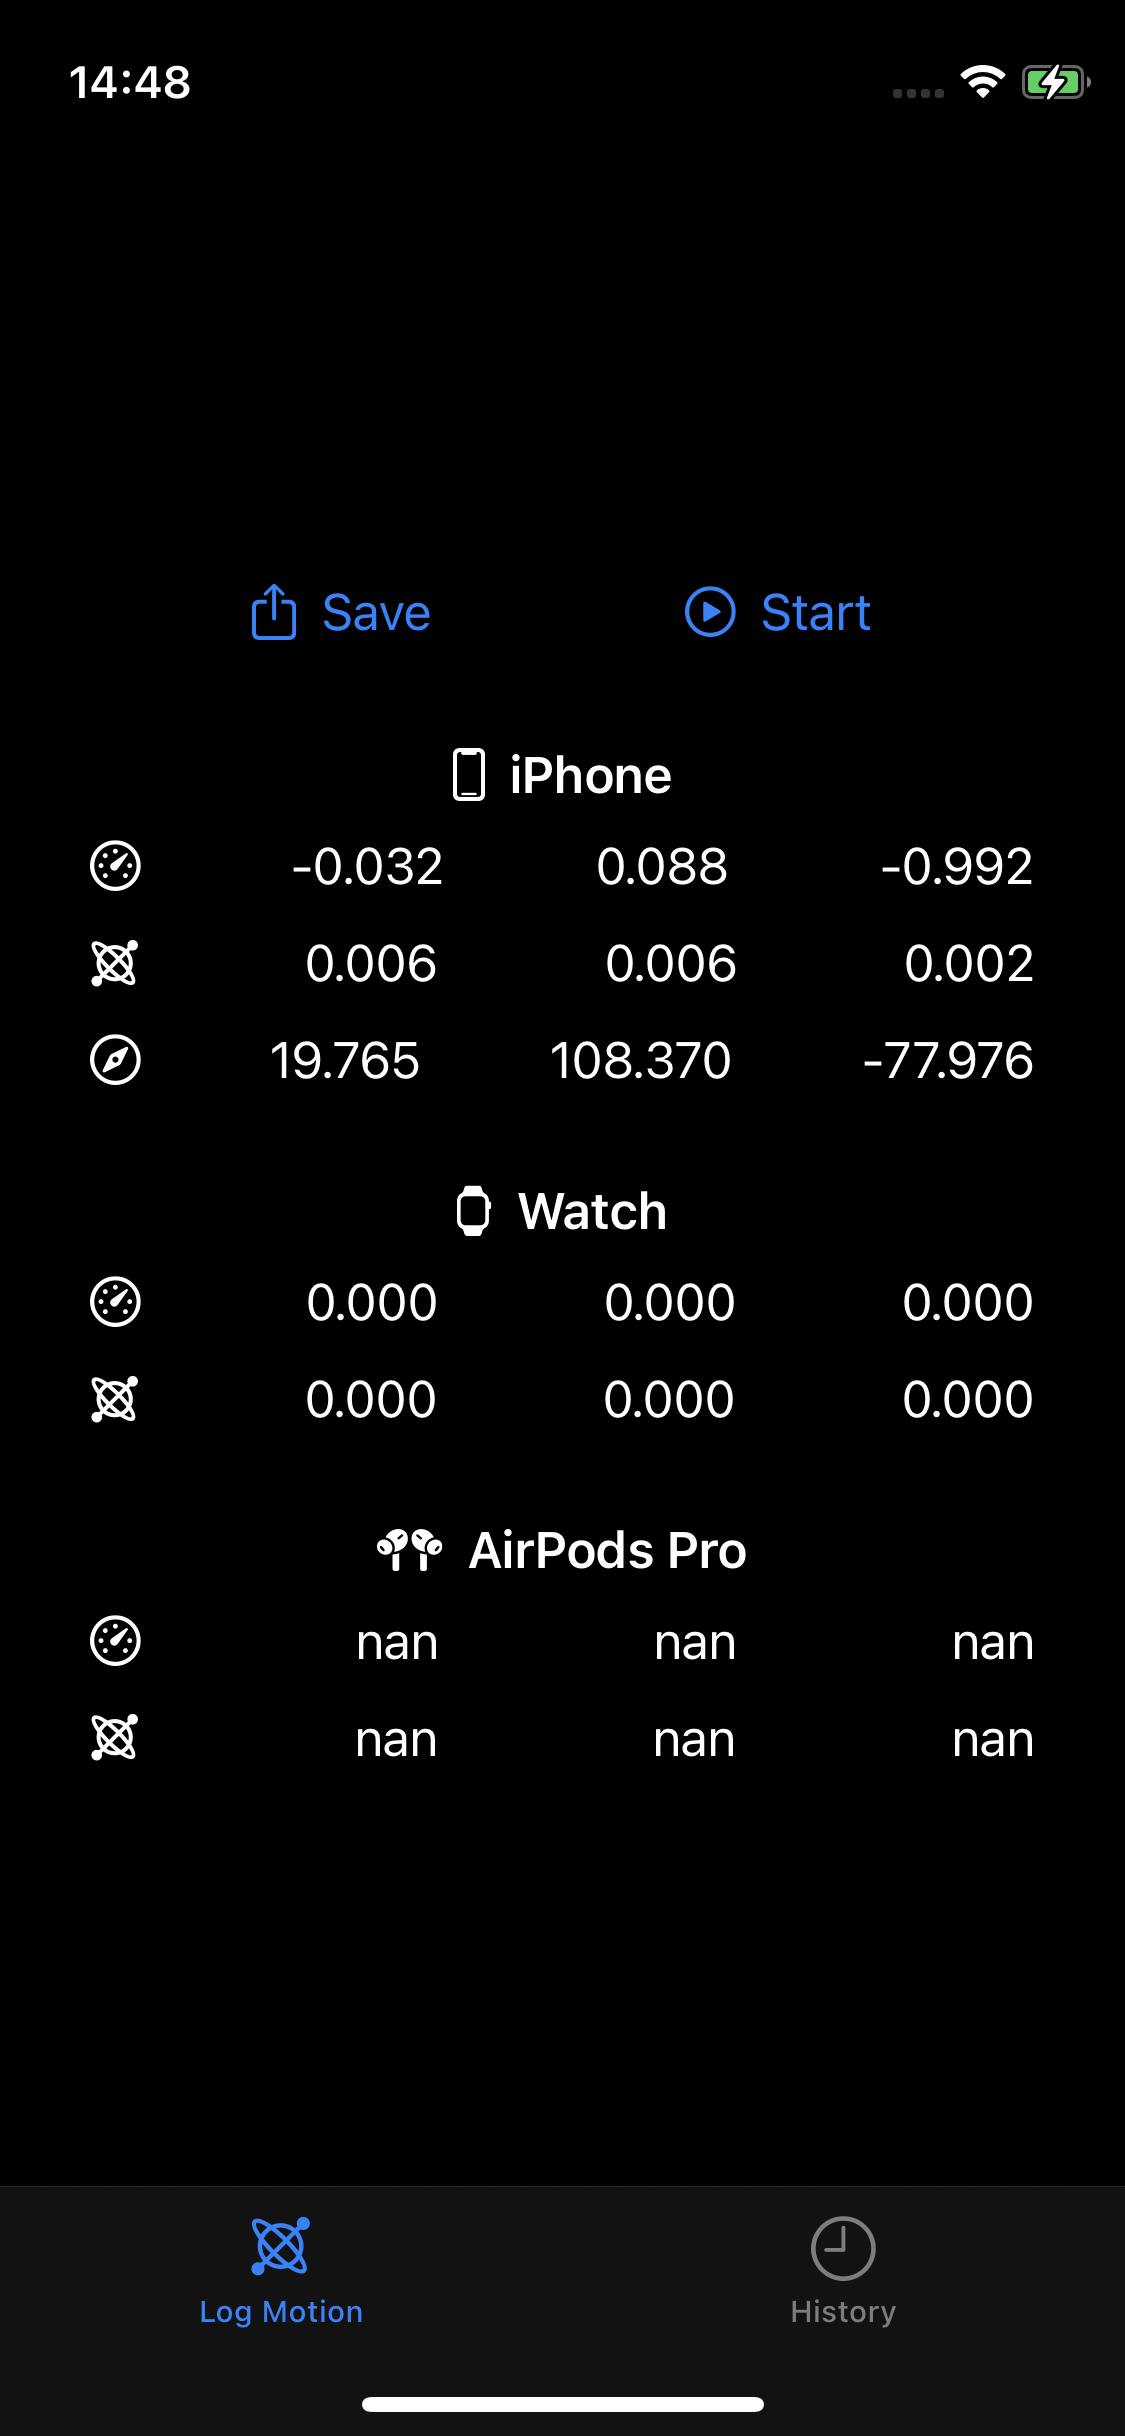 14:48
Save Start
iPhone
-0.032 0.088 -0.992
0.006 0.006 0.002
19.765 108.370 -77.976
Watch
0.000 0.000 0.000
0.000 0.000 0.000
AirPods Pro
nan nan nan
nan nan nan
Log Motion History